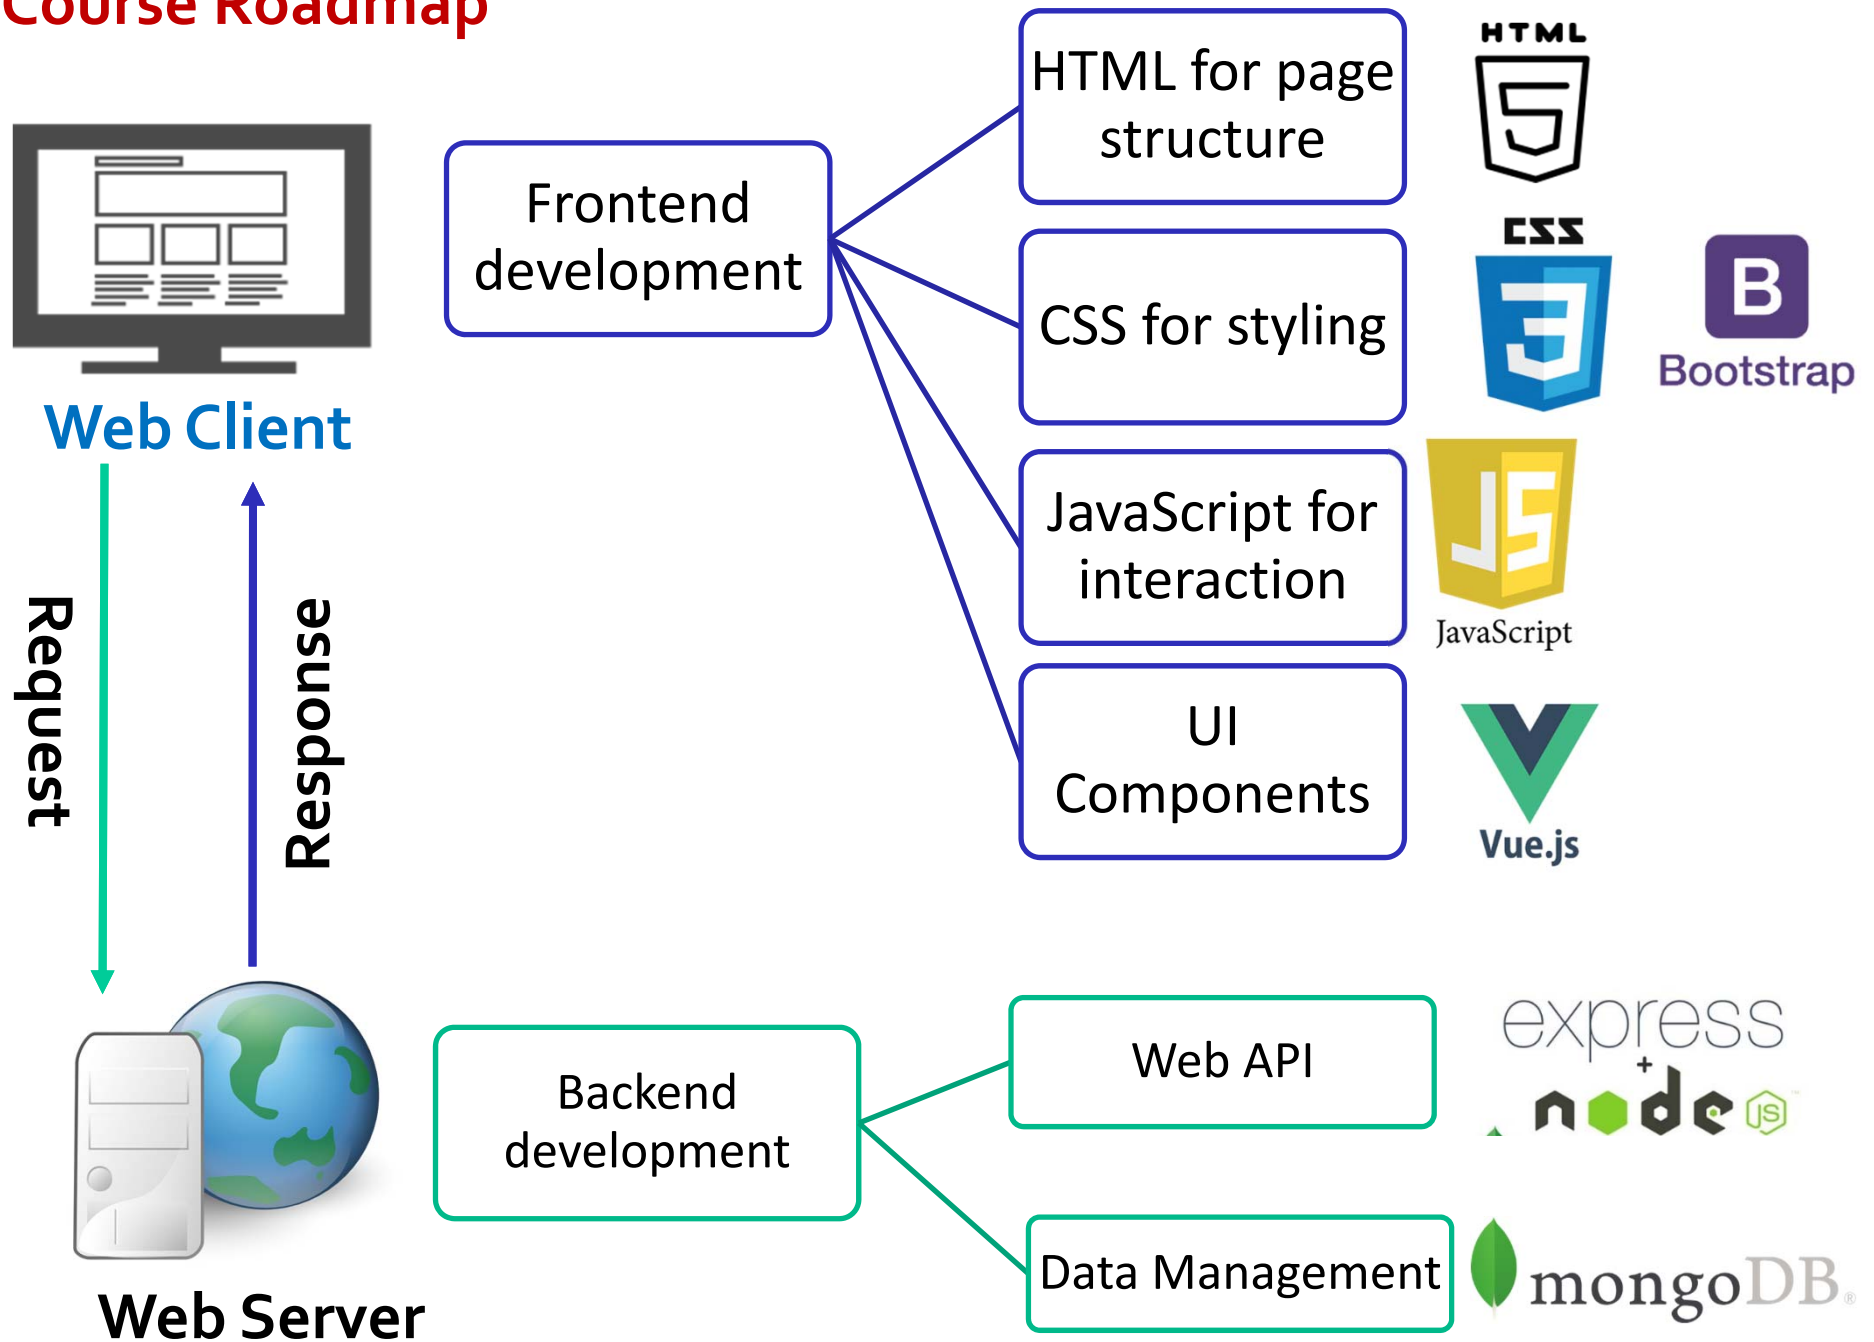 Course Roadmap
HTML for page
structure
HTML
5
Frontend
development
CSS for styling
CSS
3
B
Bootstrap
Web Client
JavaScript for
interaction
JS
JavaScript
Request
Response
UI
Components
Vue.js
Web API
express
+
node
JS
Backend
development
Data Management
mongoDB®
Web Server